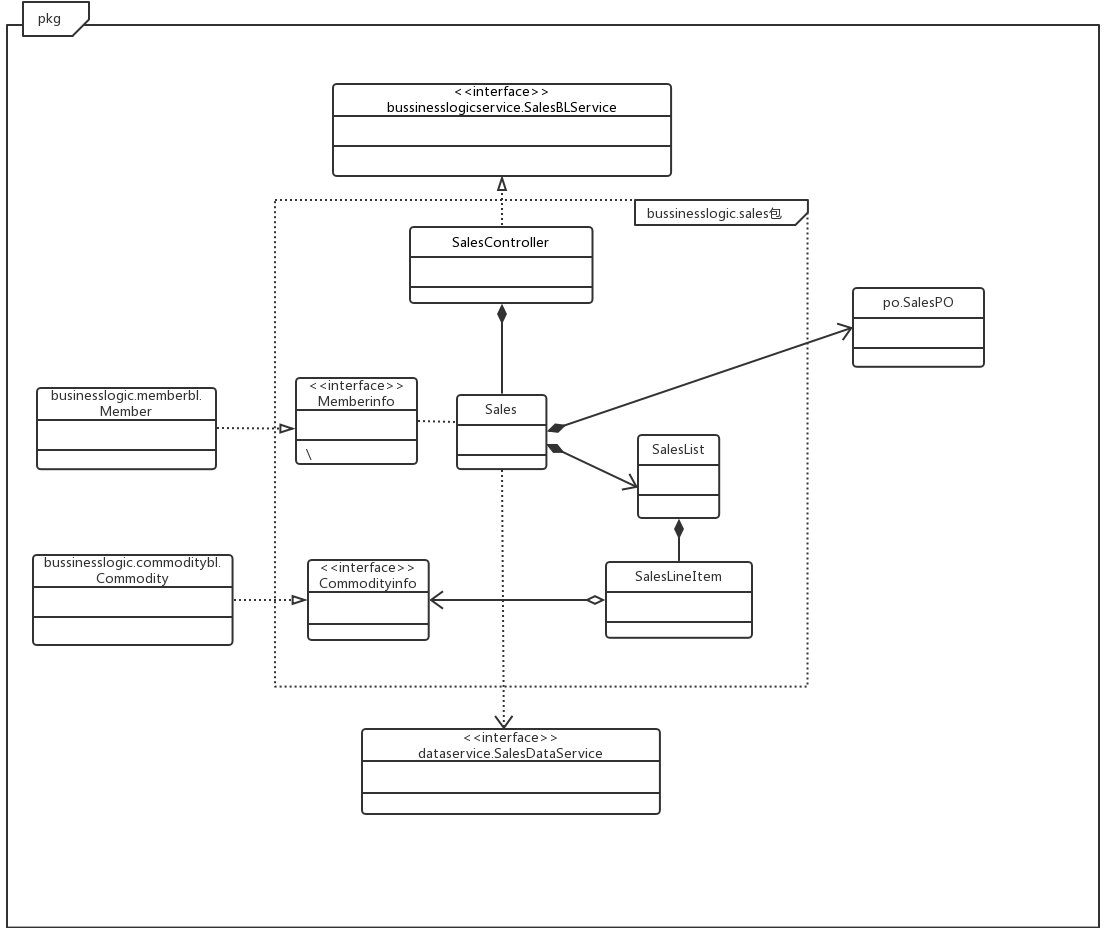 pkg
<<interface>>
bussinesslogicservice.SalesBLService
bussinesslogic.sales包
SalesController
po.SalesPO
businesslogic.memberbl.
Member
<<interface>>
Memberinfo
\
Sales
SalesList
bussinesslogic.commoditybl.
Commodity
<<interface>>
Commodityinfo
SalesLineItem
<<interface>>
dataservice.SalesDataService